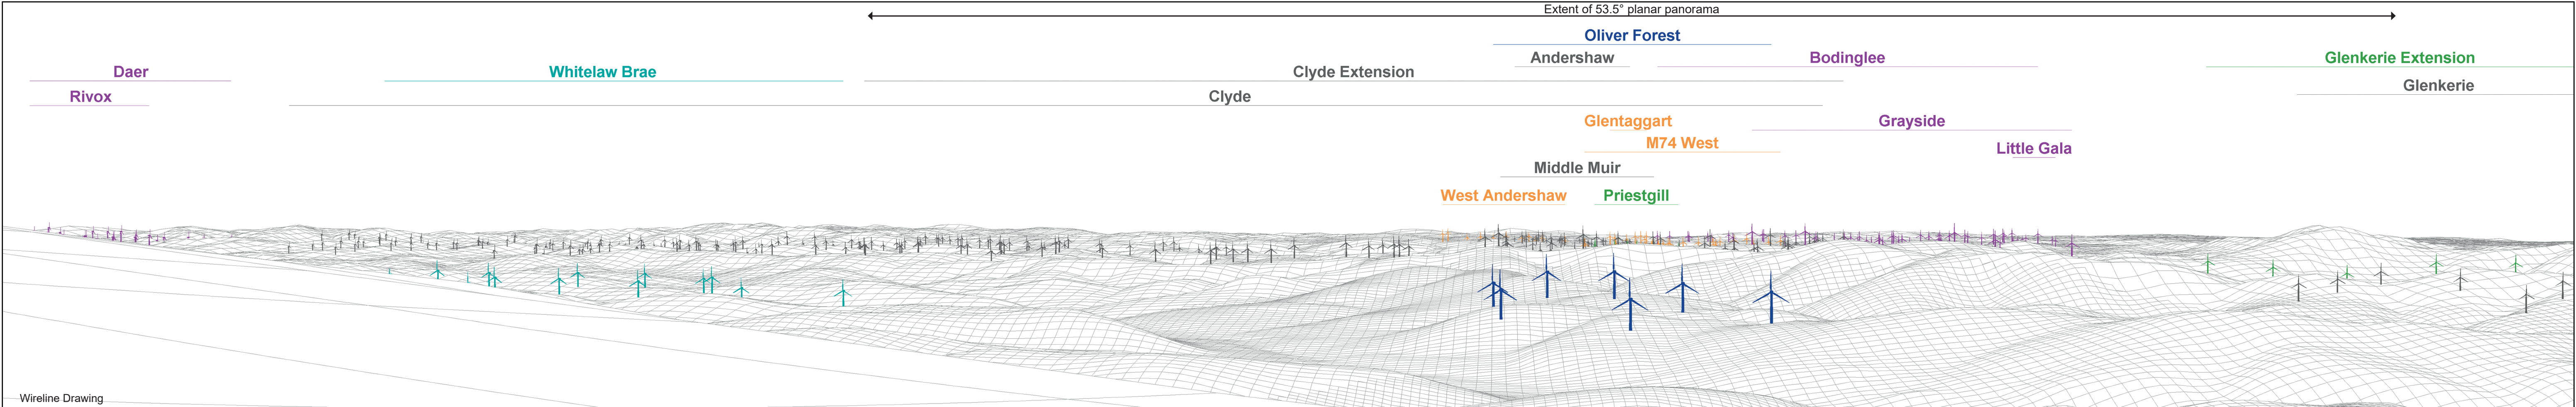 Extent of 53.5° planar panorama
Oliver Forest
Andershaw
Bodinglee
Glenkerie Extension
Daer
Whitelaw Brae
Clyde Extension
Glenkerie
Rivox
Clyde
Glentaggart
Grayside
M74 West
Little Gala
Middle Muir
West Andershaw
Priestgill
Wireline Drawing